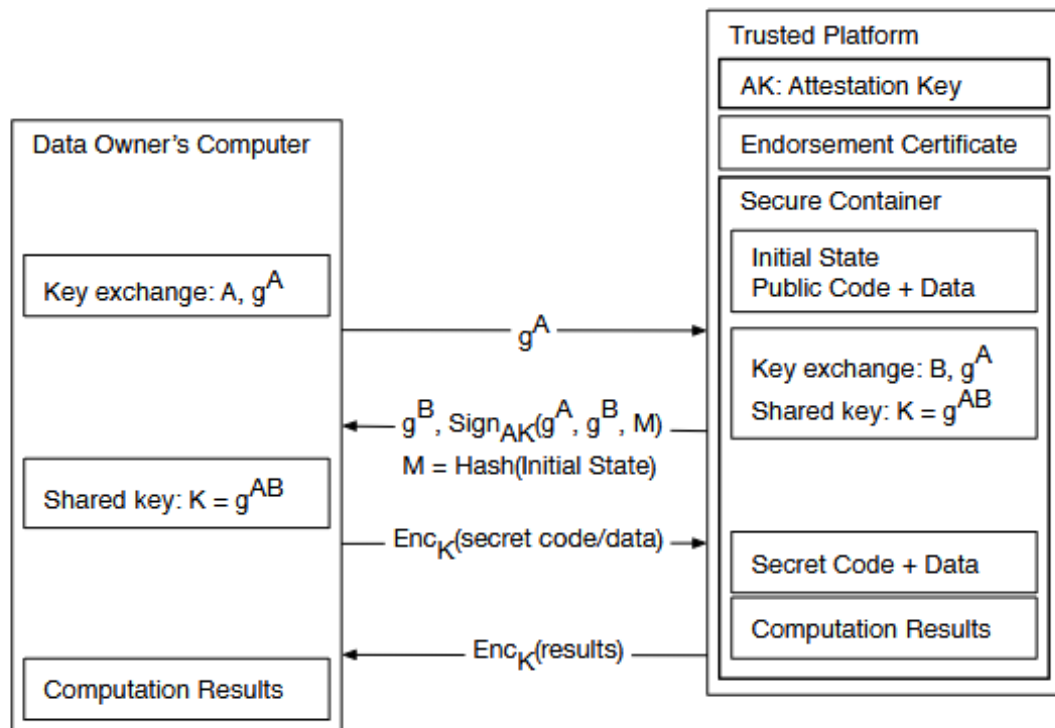 Trusted Platform
AK: Attestation Key
Endorsement Certificate
Data Owner's Computer
Secure Container
Initial State
Public Code + Data
Key exchange: A, g^A
g^A
Key exchange: B, g^A
Shared key: K = g^AB
g^B, Sign_AK(g^A, g^B, M)
M = Hash(Initial State)
Shared key: K = g^AB
Enc_K(secret code/data)
Secret Code + Data
Computation Results
Enc_K(results)
Computation Results